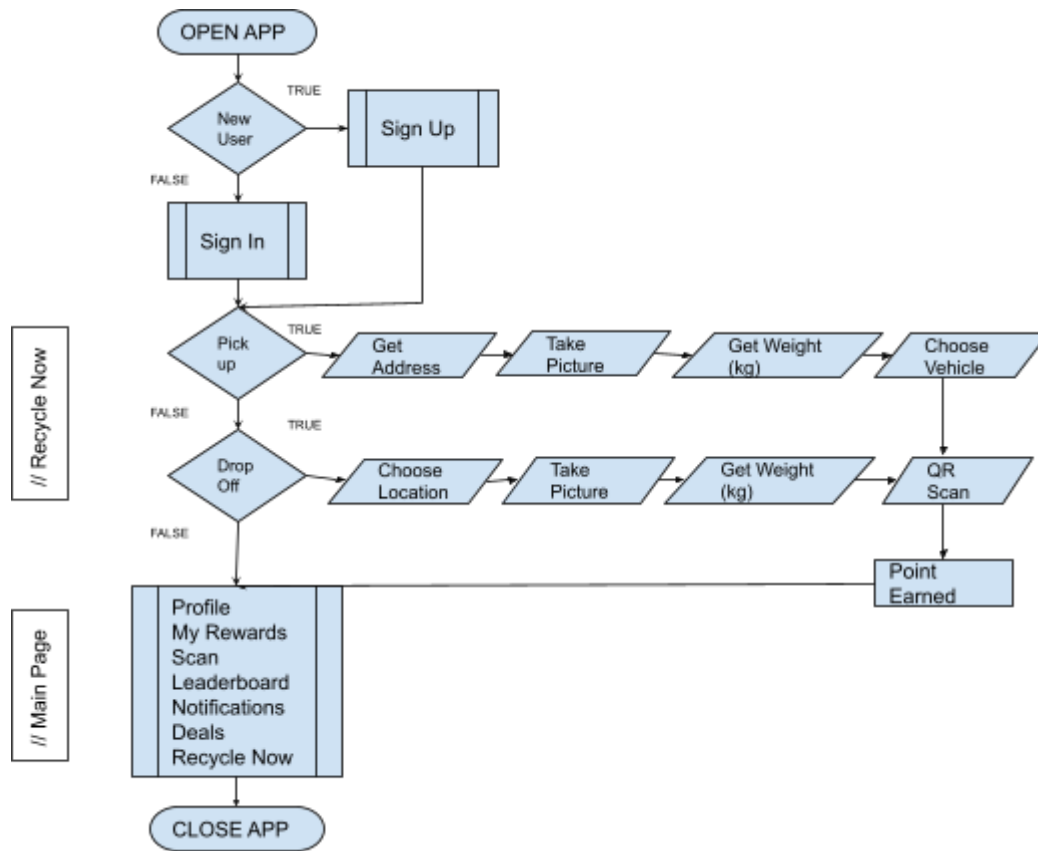 OPEN APP
TRUE
New
User
Sign Up
FALSE
Sign In
// Recycle Now
TRUE
Pick
up
Get
Address
Take
Picture
Get Weight
(kg)
Choose
Vehicle
FALSE
TRUE
Drop
Off
Choose
Location
Take
Picture
Get Weight
(kg)
QR
Scan
FALSE
Point
Earned
// Main Page
Profile
My Rewards
Scan
Leaderboard
Notifications
Deals
Recycle Now
CLOSE APP